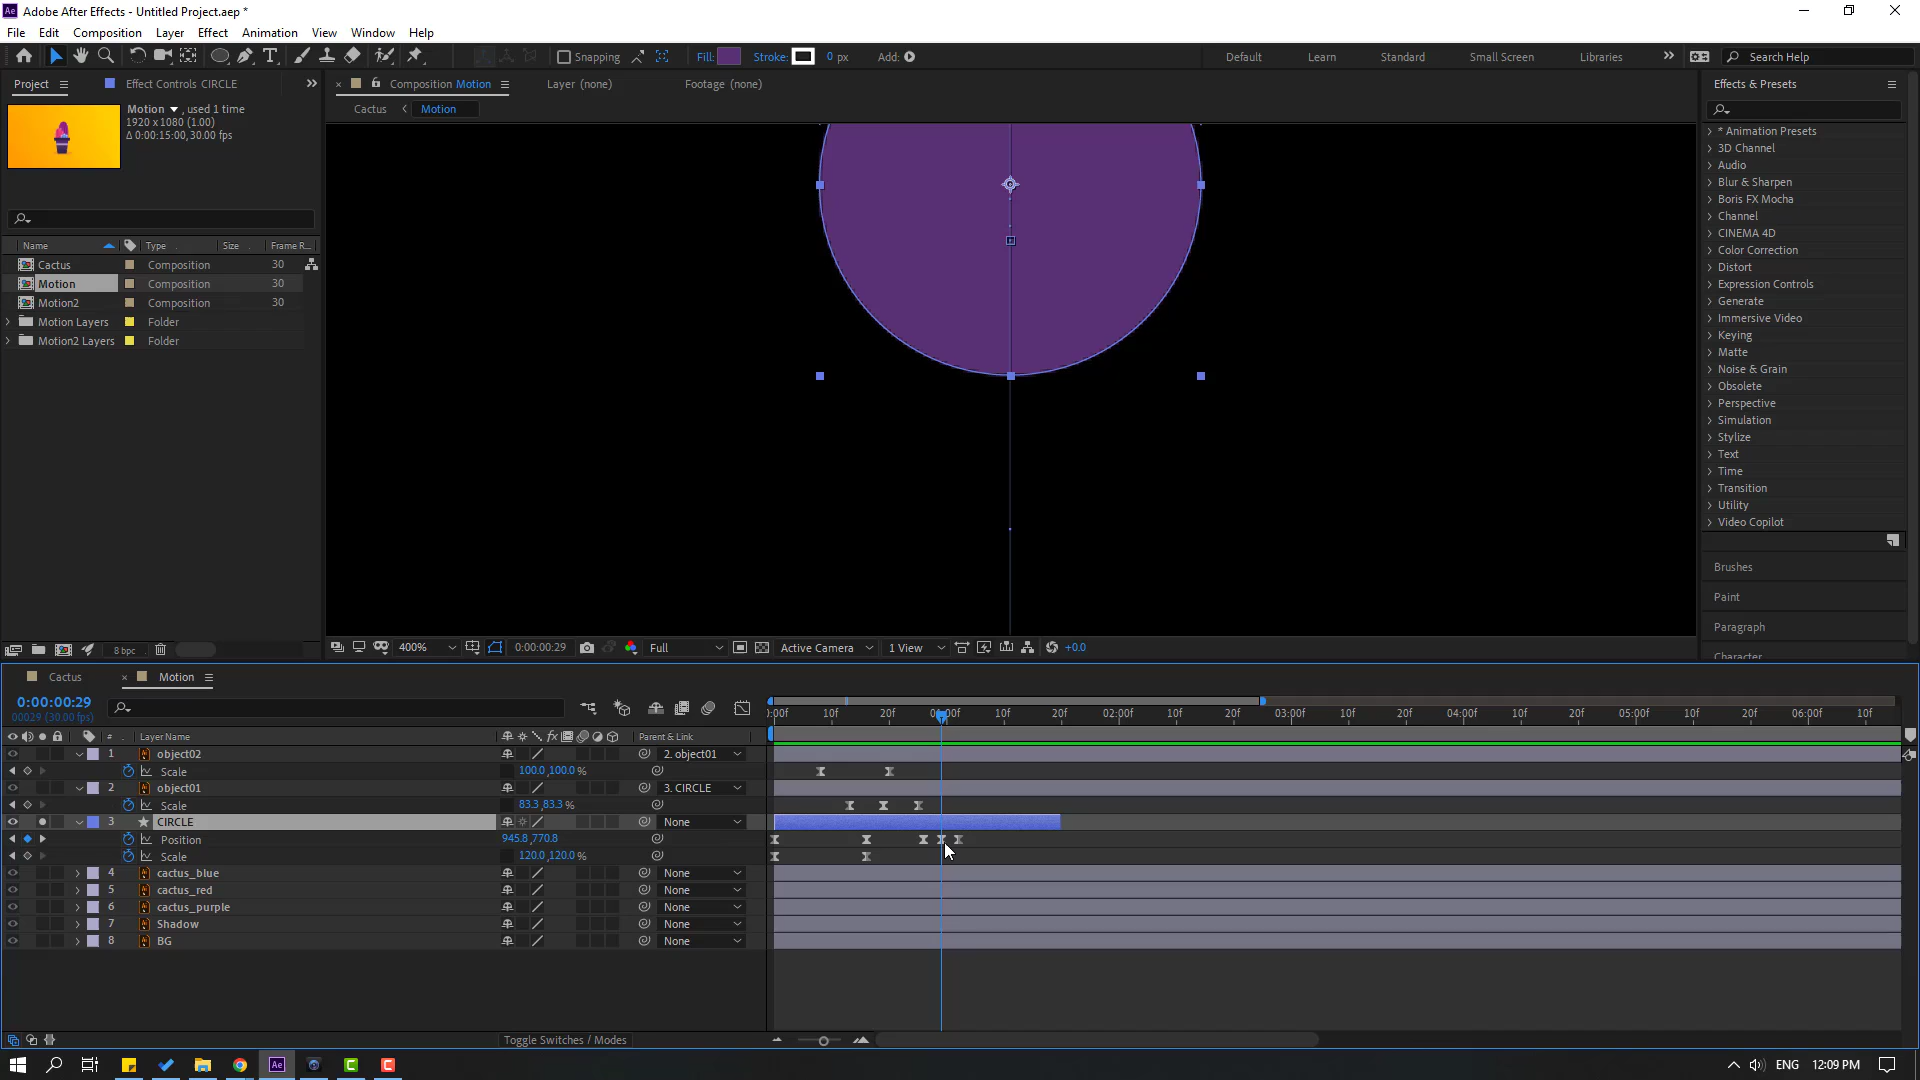 Adobe After Effects - Untitled Project.aep *
File Edit Composition Layer Effect Animation View Window Help
Snapping Fill: Stroke: 0 px Add: Default Learn Standard Small Screen Libraries Search Help
Project Effect Controls CIRCLE Composition Motion Layer (none) Footage (none) Effects & Presets
Motion , used 1 time
1920 x 1080 (1.00)
Δ 0:00:15:00, 30.00 fps
Cactus Motion
Name Type Size Frame R...
Cactus Composition 30
Motion Composition 30
Motion2 Composition 30
Motion Layers Folder
Motion2 Layers Folder
* Animation Presets
3D Channel
Audio
Blur & Sharpen
Boris FX Mocha
Channel
CINEMA 4D
Color Correction
Distort
Expression Controls
Generate
Immersive Video
Keying
Matte
Noise & Grain
Obsolete
Perspective
Simulation
Stylize
Text
Time
Transition
Utility
Video Copilot
Brushes
Paint
Paragraph
Character
8 bpc 400% 0:00:00:29 Full Active Camera 1 View +0.0
Cactus Motion
0:00:00:29
00029 (30.00 fps)
):00f 10f 20f 01:00f 10f 20f 02:00f 10f 20f 03:00f 10f 20f 04:00f 10f 20f 05:00f 10f 20f 06:00f 10f
# Layer Name Parent & Link
1 object02 2. object01
Scale 100.0,100.0 %
2 object01 3. CIRCLE
Scale 83.3,83.3 %
3 CIRCLE None
Position 945.8,770.8
Scale 120.0,120.0 %
4 cactus_blue None
5 cactus_red None
6 cactus_purple None
7 Shadow None
8 BG None
Toggle Switches / Modes
ENG 12:09 PM